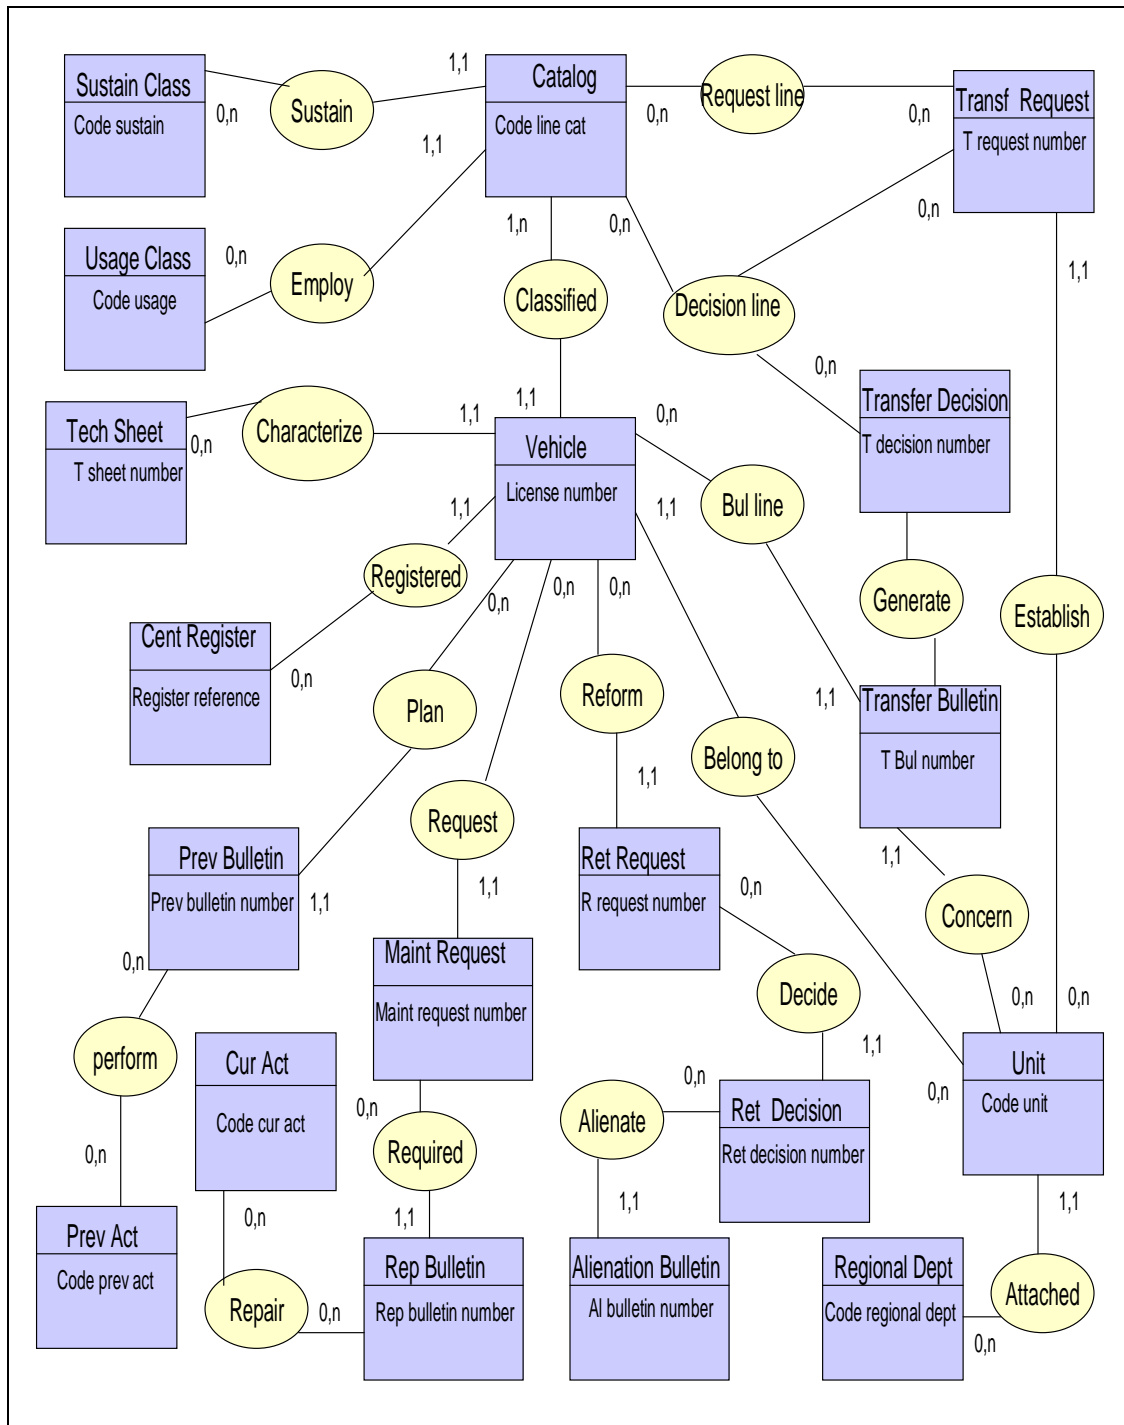 Sustain Class
Code sustain
0,n
Sustain
1,1
Catalog
Code line cat
0,n
Request line
0,n
Transf Request
T request number
1,1
Usage Class
Code usage
0,n
Employ
1,n
Classified
1,1
0,n
Decision line
0,n
0,n
1,1
Transfer Decision
T decision number
Tech Sheet
T sheet number
0,n
Characterize
1,1
Vehicle
License number
0,n
Bul line
1,1
1,1
Registered
0,n
Cent Register
Register reference
0,n
Plan
1,1
0,n
Request
1,1
0,n
Reform
1,1
1,1
Belong to
0,n
Generate
Establish
0,n
Transfer Bulletin
T Bul number
1,1
Concern
0,n
Prev Bulletin
Prev bulletin number
0,n
perform
0,n
Prev Act
Code prev act
Maint Request
Maint request number
0,n
Required
1,1
Cur Act
Code cur act
0,n
Repair
0,n
Rep Bulletin
Rep bulletin number
Ret Request
R request number
0,n
Decide
1,1
Ret Decision
Ret decision number
0,n
Alienate
1,1
Alienation Bulletin
Al bulletin number
Unit
Code unit
1,1
Attached
0,n
Regional Dept
Code regional dept